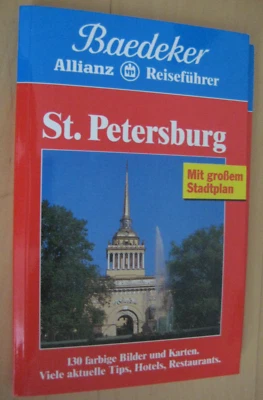 Baedeker
Allianz Reiseführer
St. Petersburg
Mit großem
Stadtplan
130 farbige Bilder und Karten.
Viele aktuelle Tips, Hotels, Restaurants.